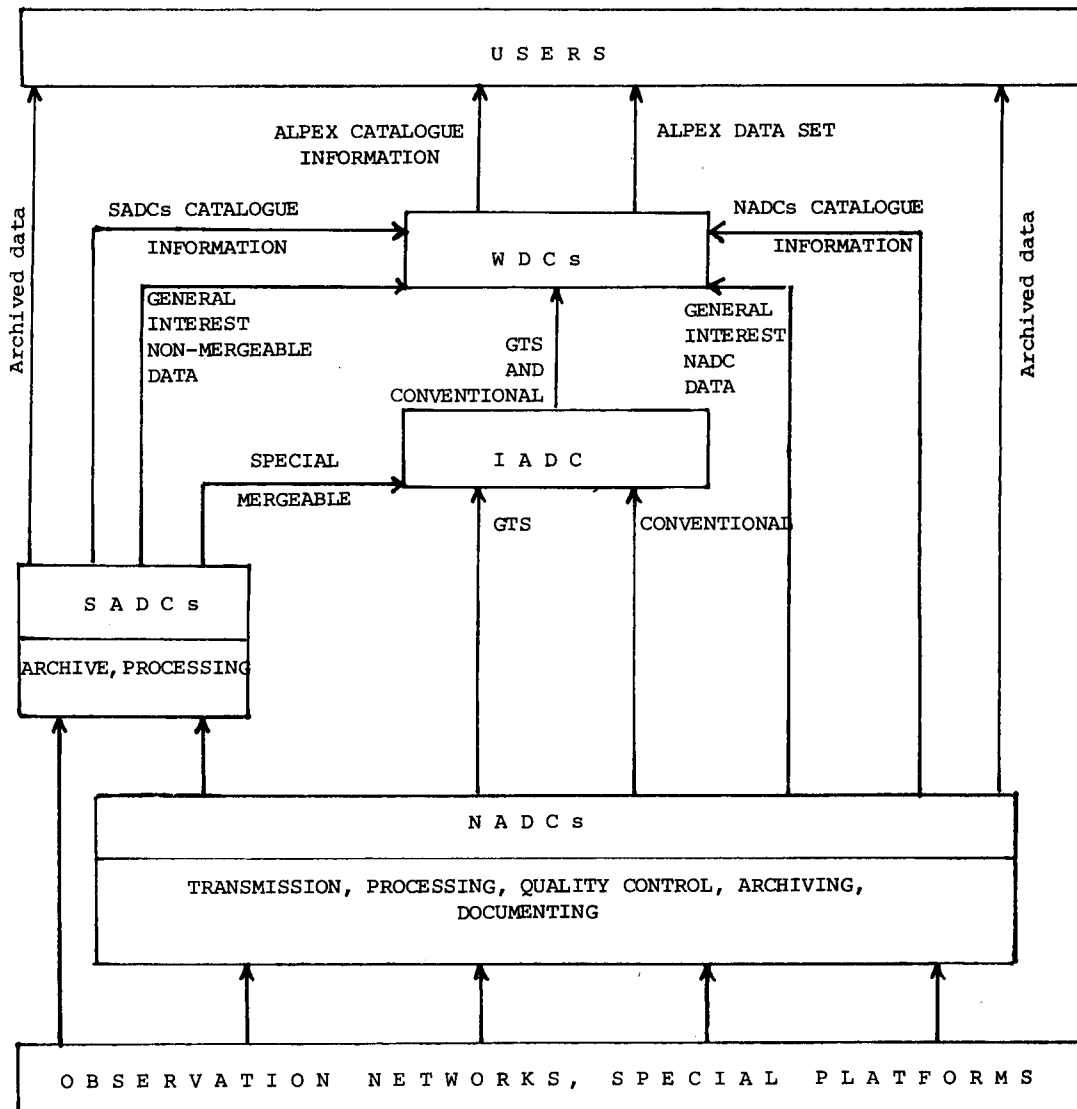 USERS
ALPEX CATALOGUE
INFORMATION
ALPEX DATA SET
Archived data
SADCs CATALOGUE
INFORMATION
NADCs CATALOGUE
INFORMATION
Archived data
WDCs
GENERAL
INTEREST
NON-MERGEABLE
DATA
GTS
AND
CONVENTIONAL
GENERAL
INTEREST
NADC
DATA
IADC
SPECIAL
MERGEABLE
GTS
CONVENTIONAL
SADCs
ARCHIVE, PROCESSING
NADCs
TRANSMISSION, PROCESSING, QUALITY CONTROL, ARCHIVING,
DOCUMENTING
OBSERVATION NETWORKS, SPECIAL PLATFORMS